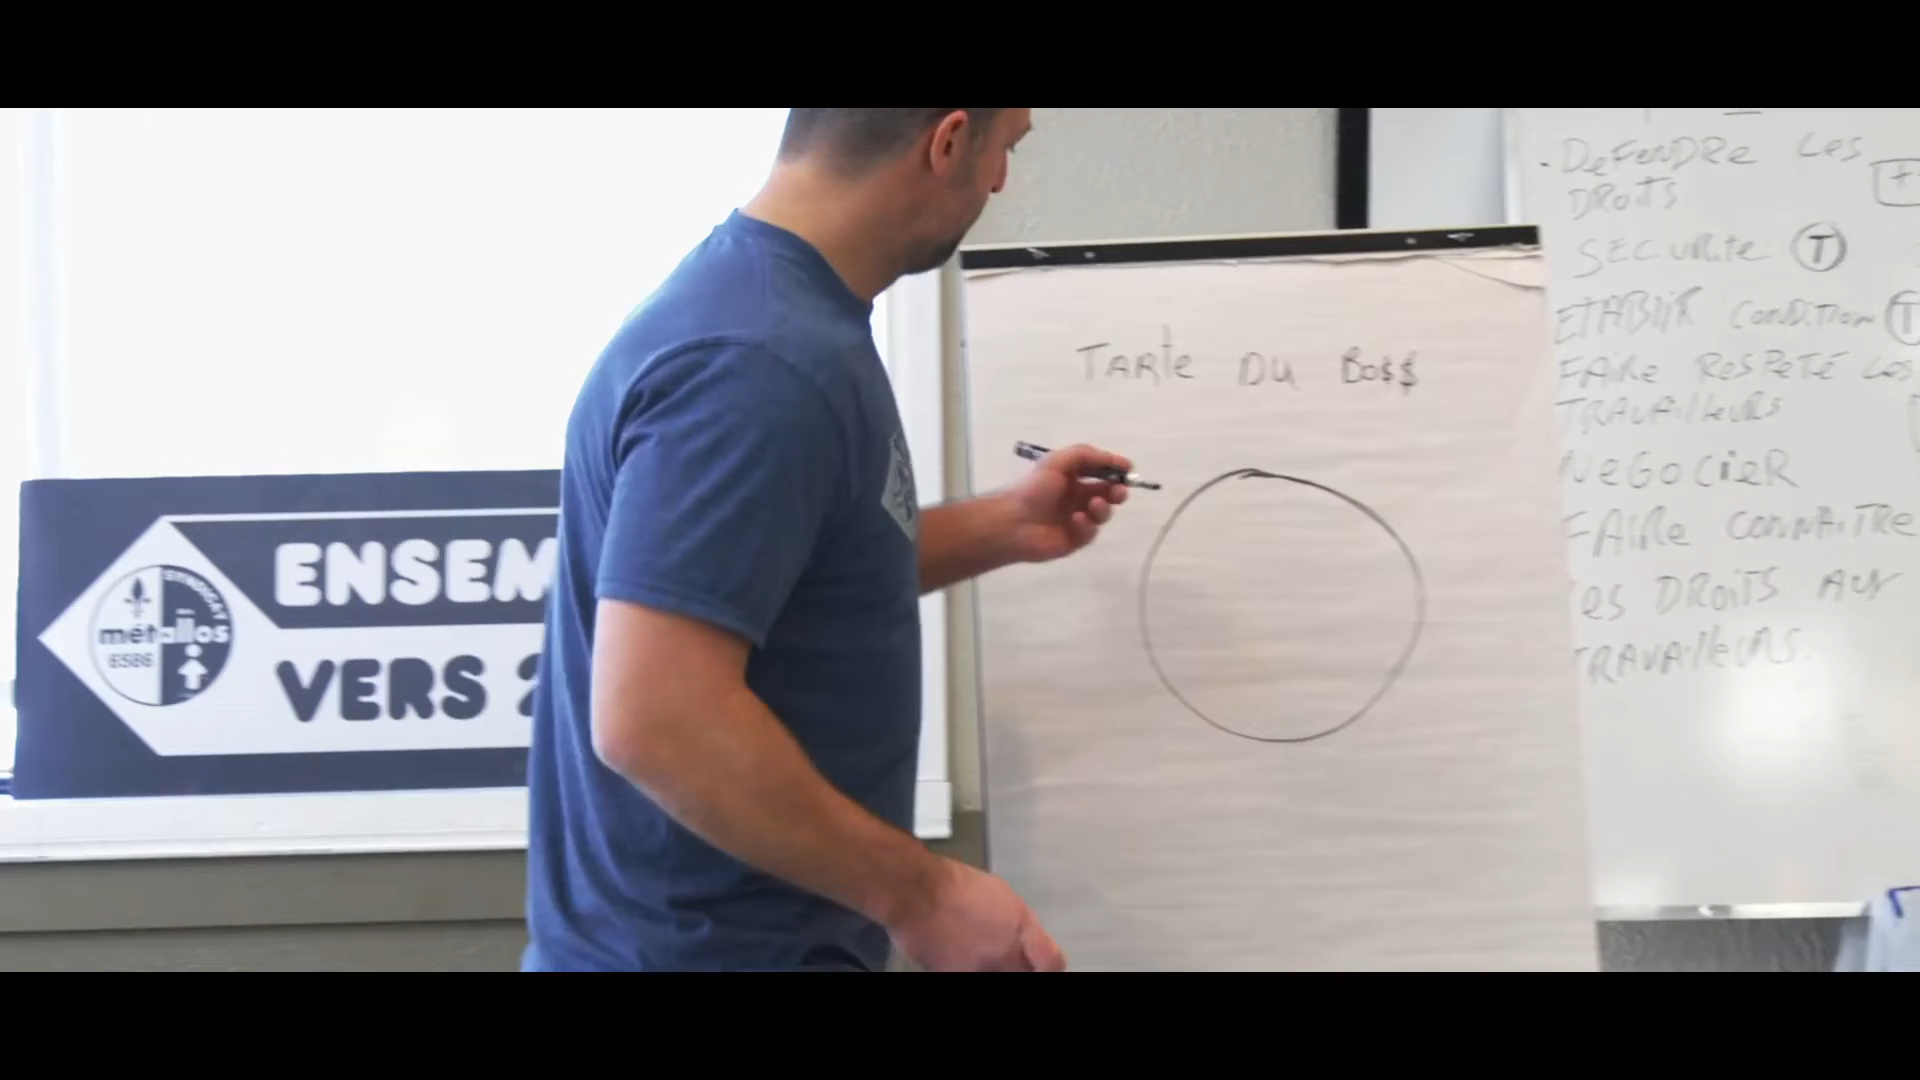 ENSEM
VERS 2
SYNDICAT
métallos
6586
TARTE DU BO$$
. DeFeNDRe Les
DROITS
SECURITE T
ETABLIR CONDITION T
FAIRE RESPETÉ LES
TRAVAILLEURS
NEGOCIER
FAIRE CONNAITRE
LES DROITS AUX
TRAVAILLEURS.